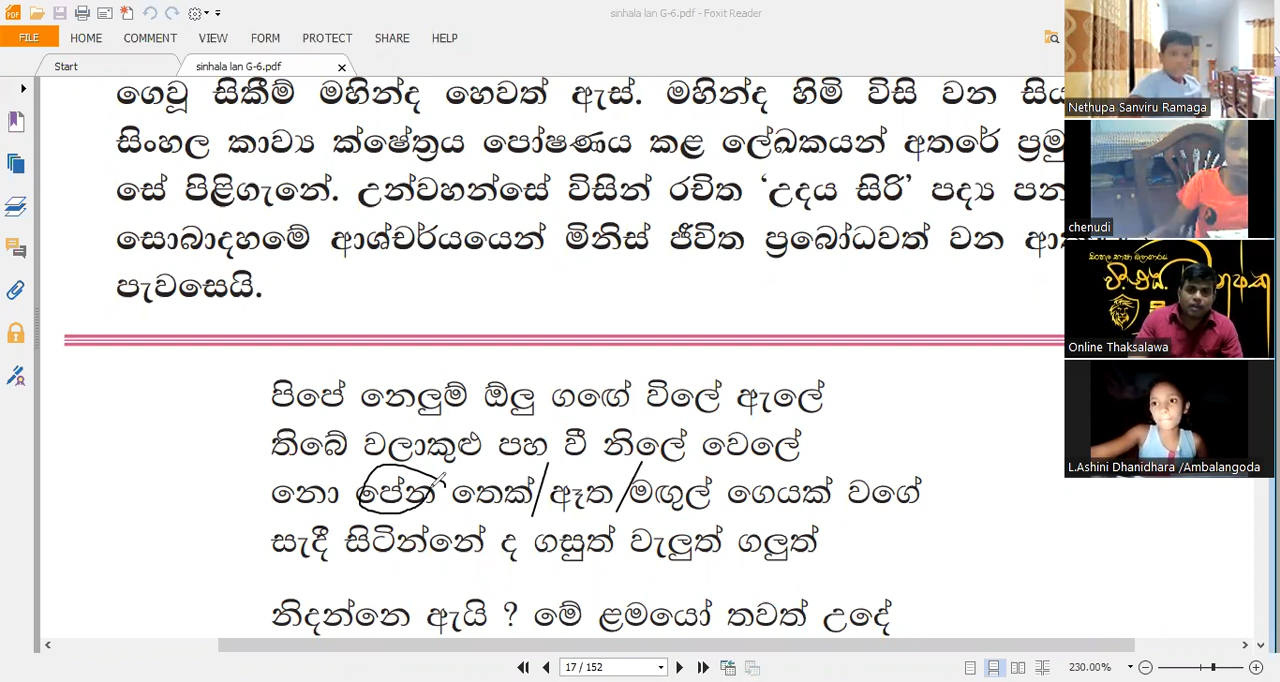 sinhala lan G-6.pdf - Foxit Reader
FILE HOME COMMENT VIEW FORM PROTECT SHARE HELP
Start sinhala lan G-6.pdf
ගෙවූ සිකීම් මහින්ද හෙවත් ඇස්. මහින්ද හිමි විසි වන සිය
සිංහල කාව්‍ය ක්ෂේත්‍රය පෝෂණය කළ ලේඛකයන් අතරේ ප්‍රමු
සේ පිළිගැනේ. උන්වහන්සේ විසින් රචිත ‘උදය සිරි’ පද්‍ය පන
සොබාදහමේ ආශ්චර්යයෙන් මිනිස් ජීවිත ප්‍රබෝධවත් වන ආ
පැවසෙයි.
පිපේ නෙලුම් ඕලු ගඟේ විලේ ඇලේ
තිබේ වලාකුළු පහ වී නිලේ වෙලේ
නො පේන තෙක් ඈත මඟුල් ගෙයක් වගේ
සැදී සිටින්නේ ද ගසුත් වැලුත් ගලුත්
නිදන්නෙ ඇයි ? මේ ළමයෝ තවත් උදේ
17 / 152
230.00%
Nethupa Sanviru Ramaga
chenudi
Online Thaksalawa
L.Ashini Dhanidhara /Ambalangoda